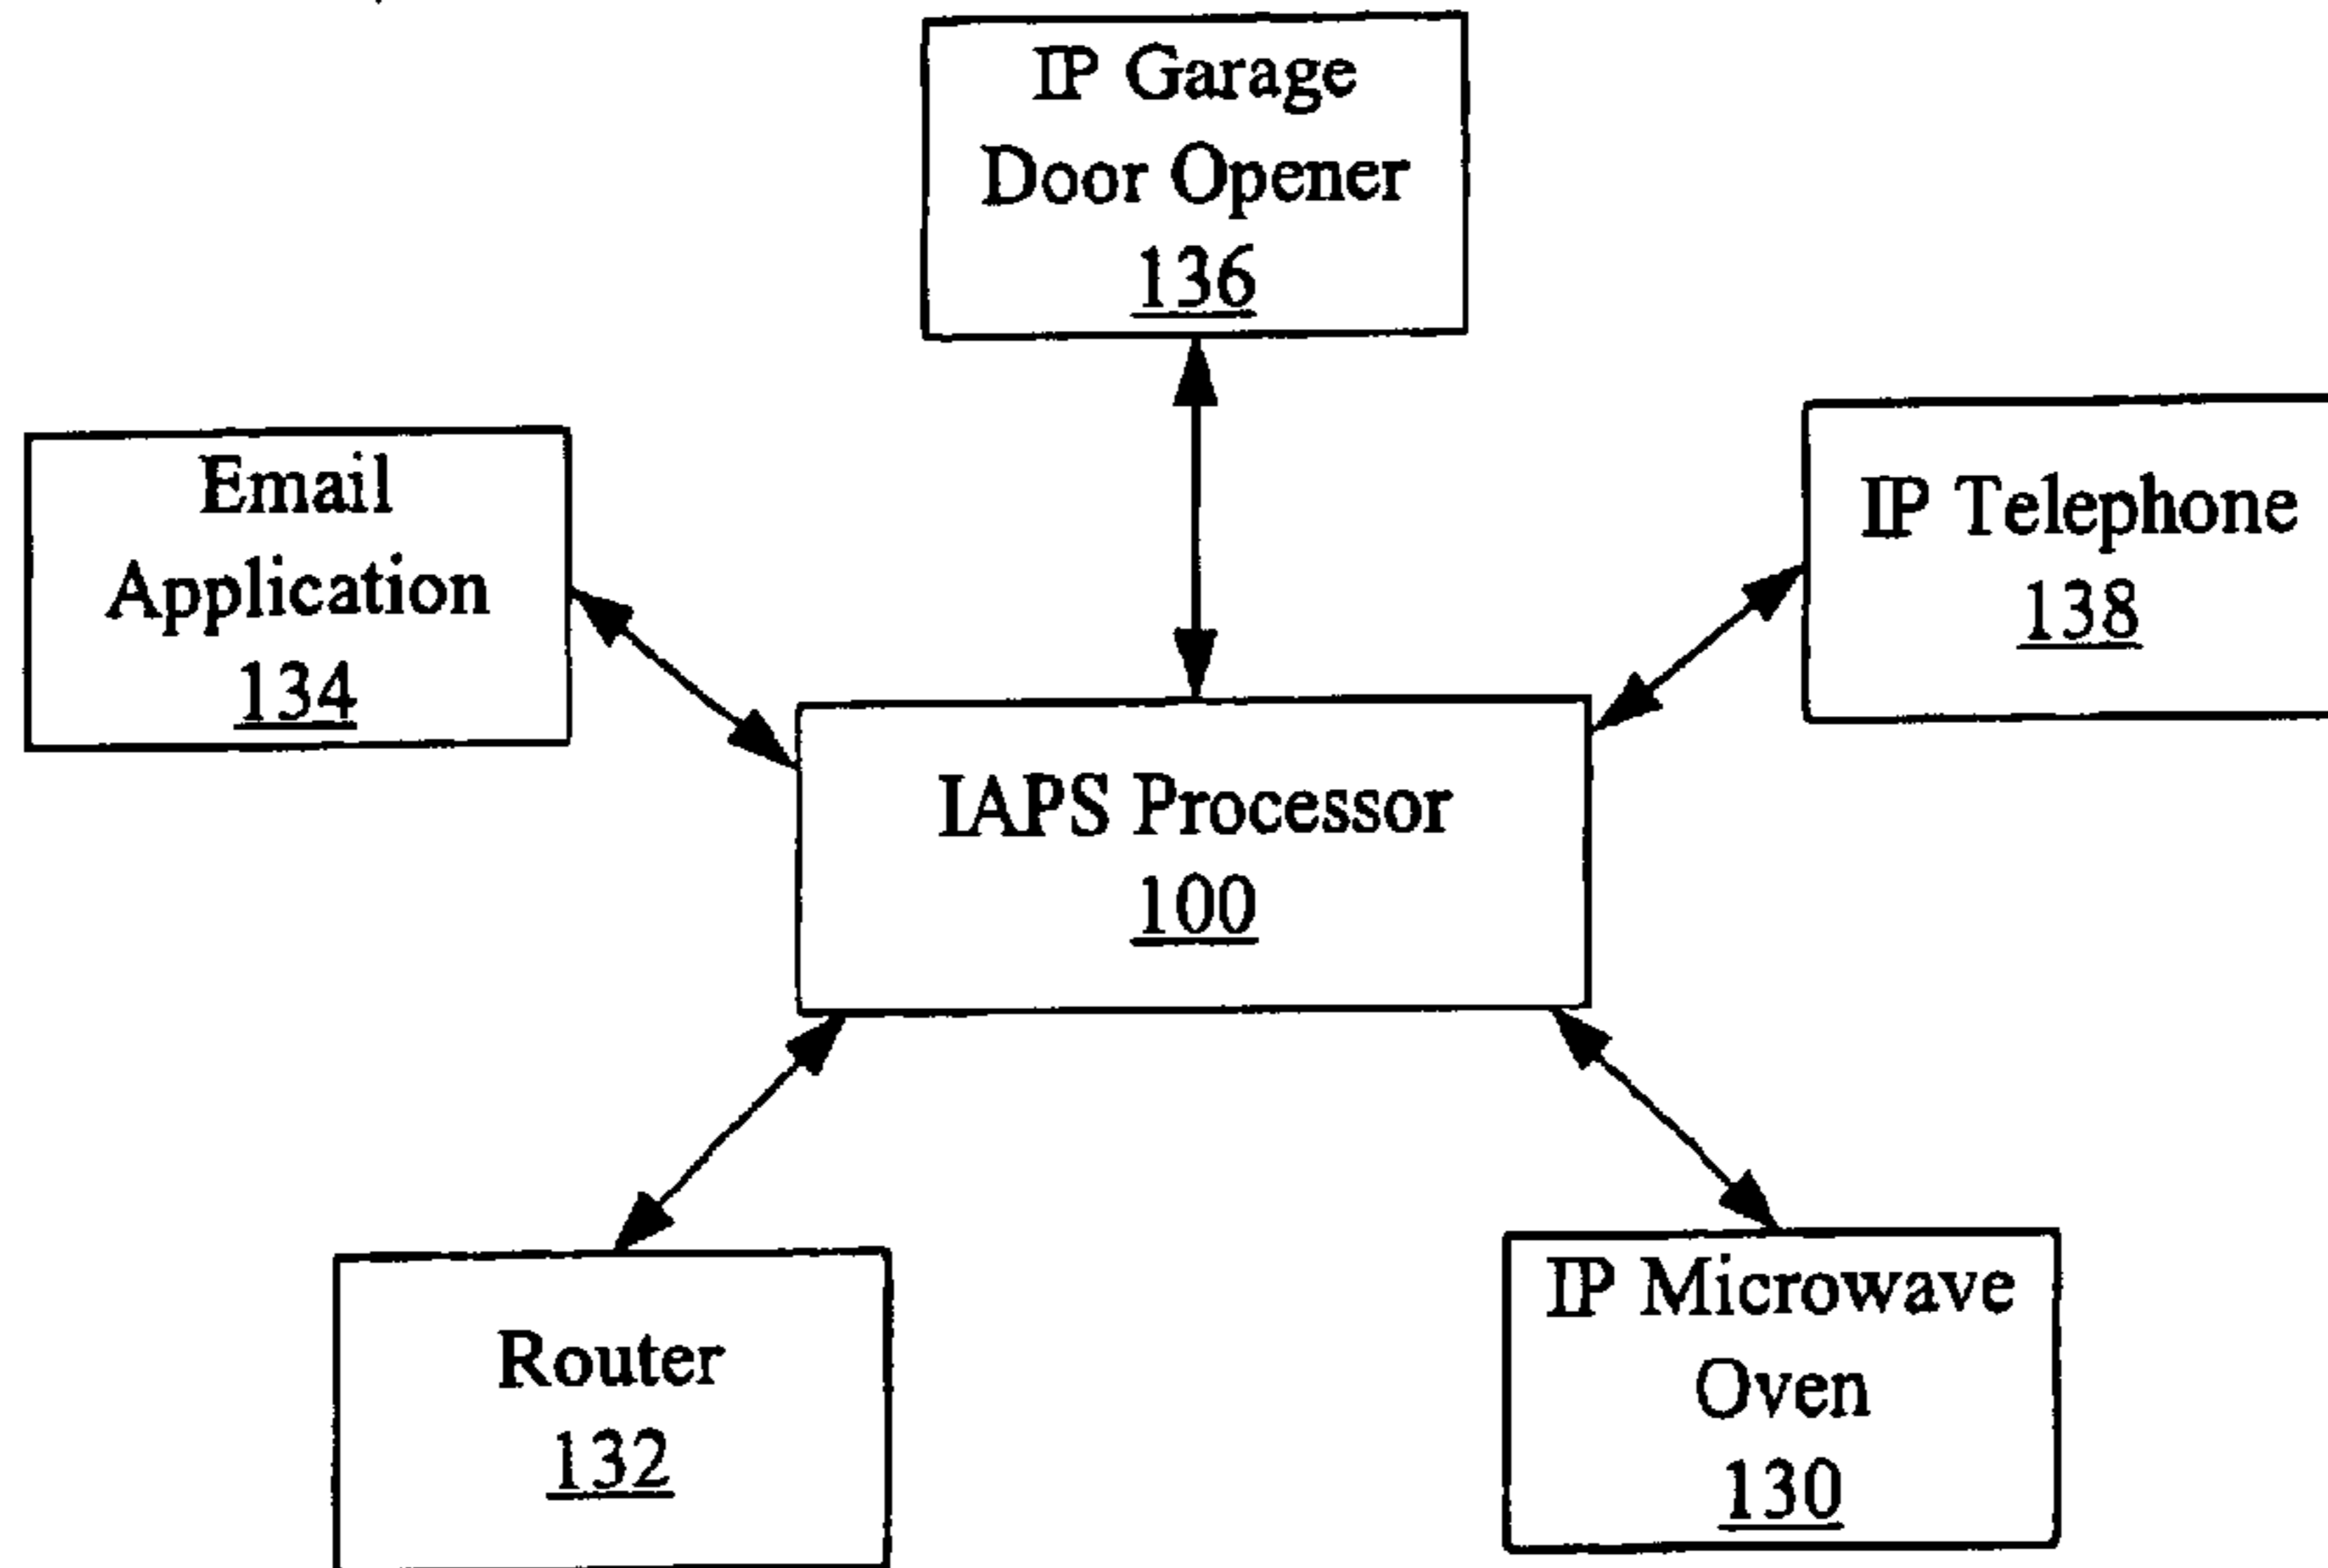 IP Garage
Door Opener
136
Email
Application
134
IP Telephone
138
IAPS Processor
100
Router
132
IP Microwave
Oven
130